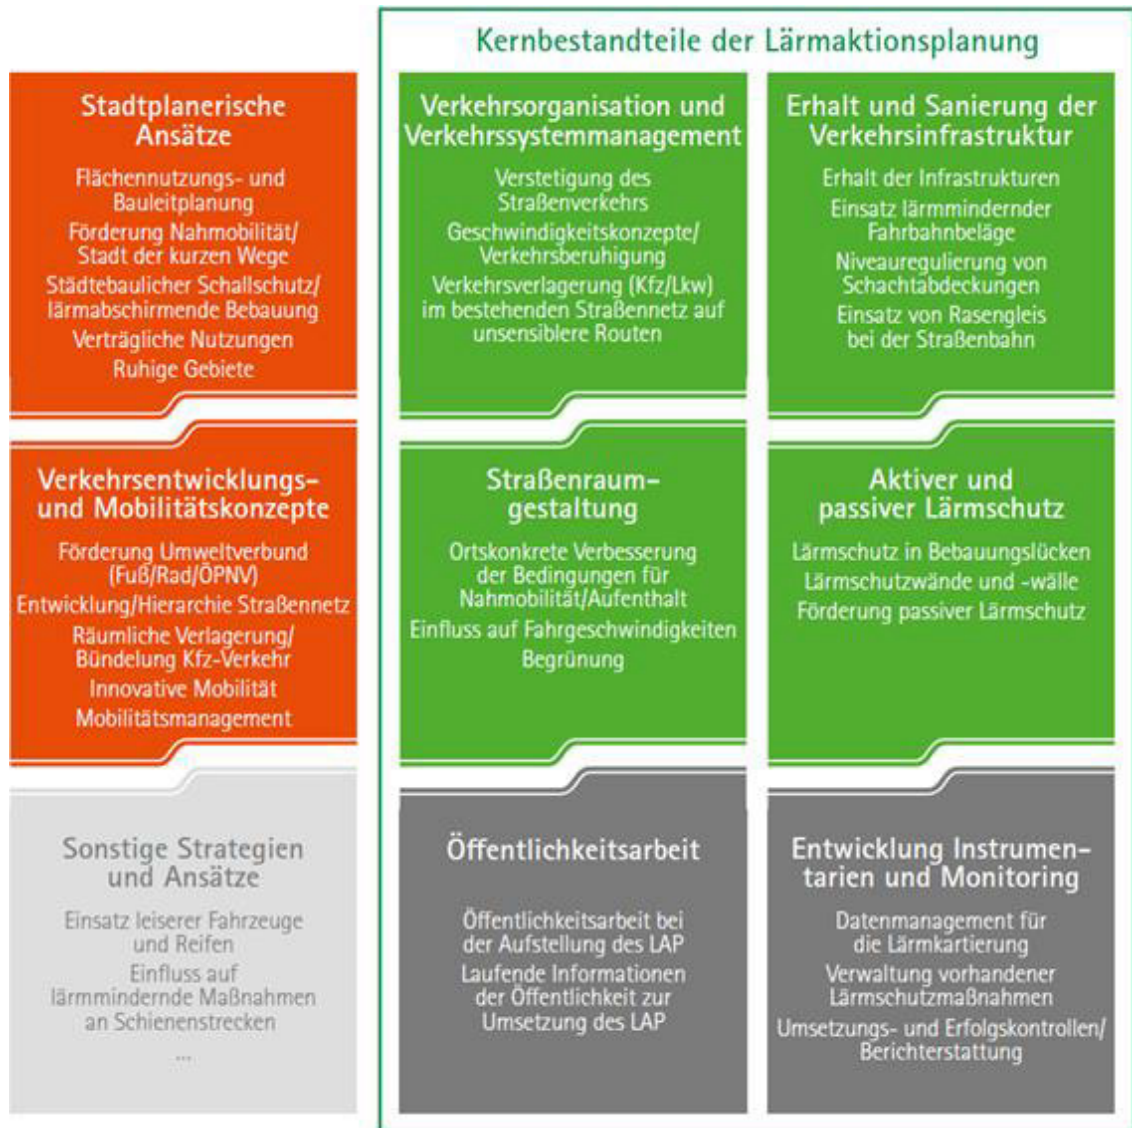 Kernbestandteile der Lärmaktionsplanung
Stadtplanerische
Ansätze
Flächennutzungs- und
Bauleitplanung
Förderung Nahmobilität/
Stadt der kurzen Wege
Städtebaulicher Schallschutz/
lärmabschirmende Bebauung
Verträgliche Nutzungen
Ruhige Gebiete
Verkehrsorganisation und
Verkehrssystemmanagement
Verstetigung des
Straßenverkehrs
Geschwindigkeitskonzepte/
Verkehrsberuhigung
Verkehrsverlagerung (Kfz/Lkw)
im bestehenden Straßennetz auf
unsensiblere Routen
Erhalt und Sanierung der
Verkehrsinfrastruktur
Erhalt der Infrastrukturen
Einsatz lärmmindernder
Fahrbahnbeläge
Niveauregulierung von
Schachtabdeckungen
Einsatz von Rasengleis
bei der Straßenbahn
Verkehrsentwicklungs-
und Mobilitätskonzepte
Förderung Umweltverbund
(Fuß/Rad/ÖPNV)
Entwicklung/Hierarchie Straßennetz
Räumliche Verlagerung/
Bündelung Kfz-Verkehr
Innovative Mobilität
Mobilitätsmanagement
Straßenraum-
gestaltung
Ortskonkrete Verbesserung
der Bedingungen für
Nahmobilität/Aufenthalt
Einfluss auf Fahrgeschwindigkeiten
Begrünung
Aktiver und
passiver Lärmschutz
Lärmschutz in Bebauungslücken
Lärmschutzwände und -wälle
Förderung passiver Lärmschutz
Sonstige Strategien
und Ansätze
Einsatz leiserer Fahrzeuge
und Reifen
Einfluss auf
lärmmindernde Maßnahmen
an Schienenstrecken
...
Öffentlichkeitsarbeit
Öffentlichkeitsarbeit bei
der Aufstellung des LAP
Laufende Informationen
der Öffentlichkeit zur
Umsetzung des LAP
Entwicklung Instrumen-
tarien und Monitoring
Datenmanagement für
die Lärmkartierung
Verwaltung vorhandener
Lärmschutzmaßnahmen
Umsetzungs- und Erfolgskontrollen/
Berichterstattung